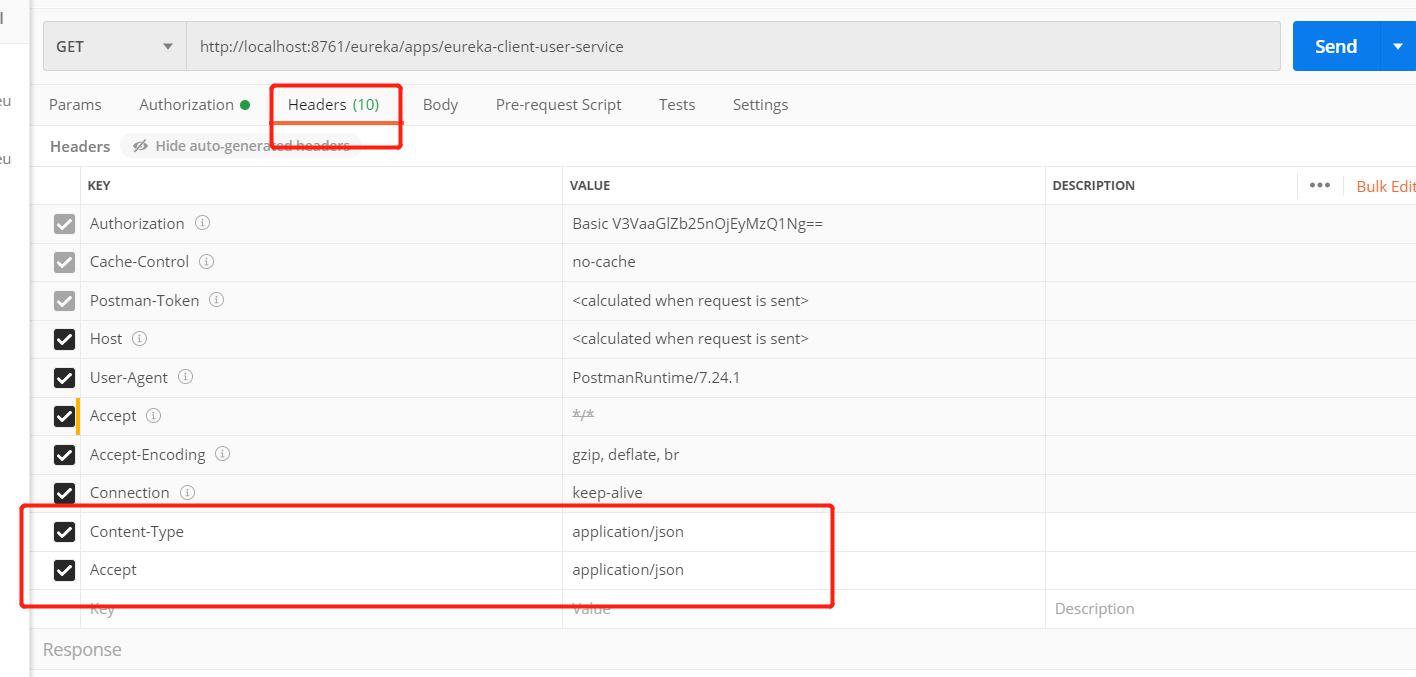 GET http://localhost:8761/eureka/apps/eureka-client-user-service Send
Params Authorization Headers (10) Body Pre-request Script Tests Settings
Headers Hide auto-generated headers
KEY VALUE DESCRIPTION ••• Bulk Edit
Authorization Basic V3VaaGlZb25nOjEyMzQ1Ng==
Cache-Control no-cache
Postman-Token <calculated when request is sent>
Host <calculated when request is sent>
User-Agent PostmanRuntime/7.24.1
Accept */*
Accept-Encoding gzip, deflate, br
Connection keep-alive
Content-Type application/json
Accept application/json
Key Value Description
Response